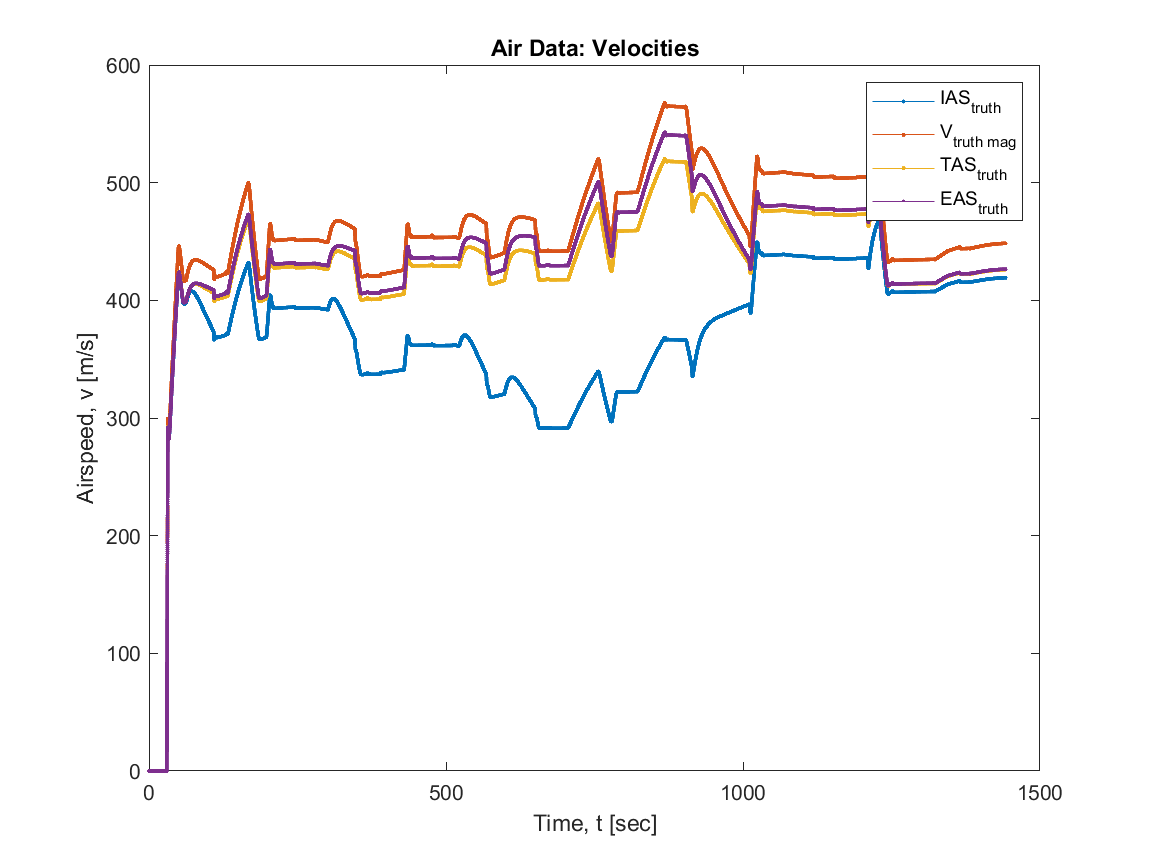 Air Data: Velocities
600
500
400
300
200
100
0
Airspeed, v [m/s]
IAS_truth
V_truth mag
TAS_truth
EAS_truth
0
500
1000
1500
Time, t [sec]